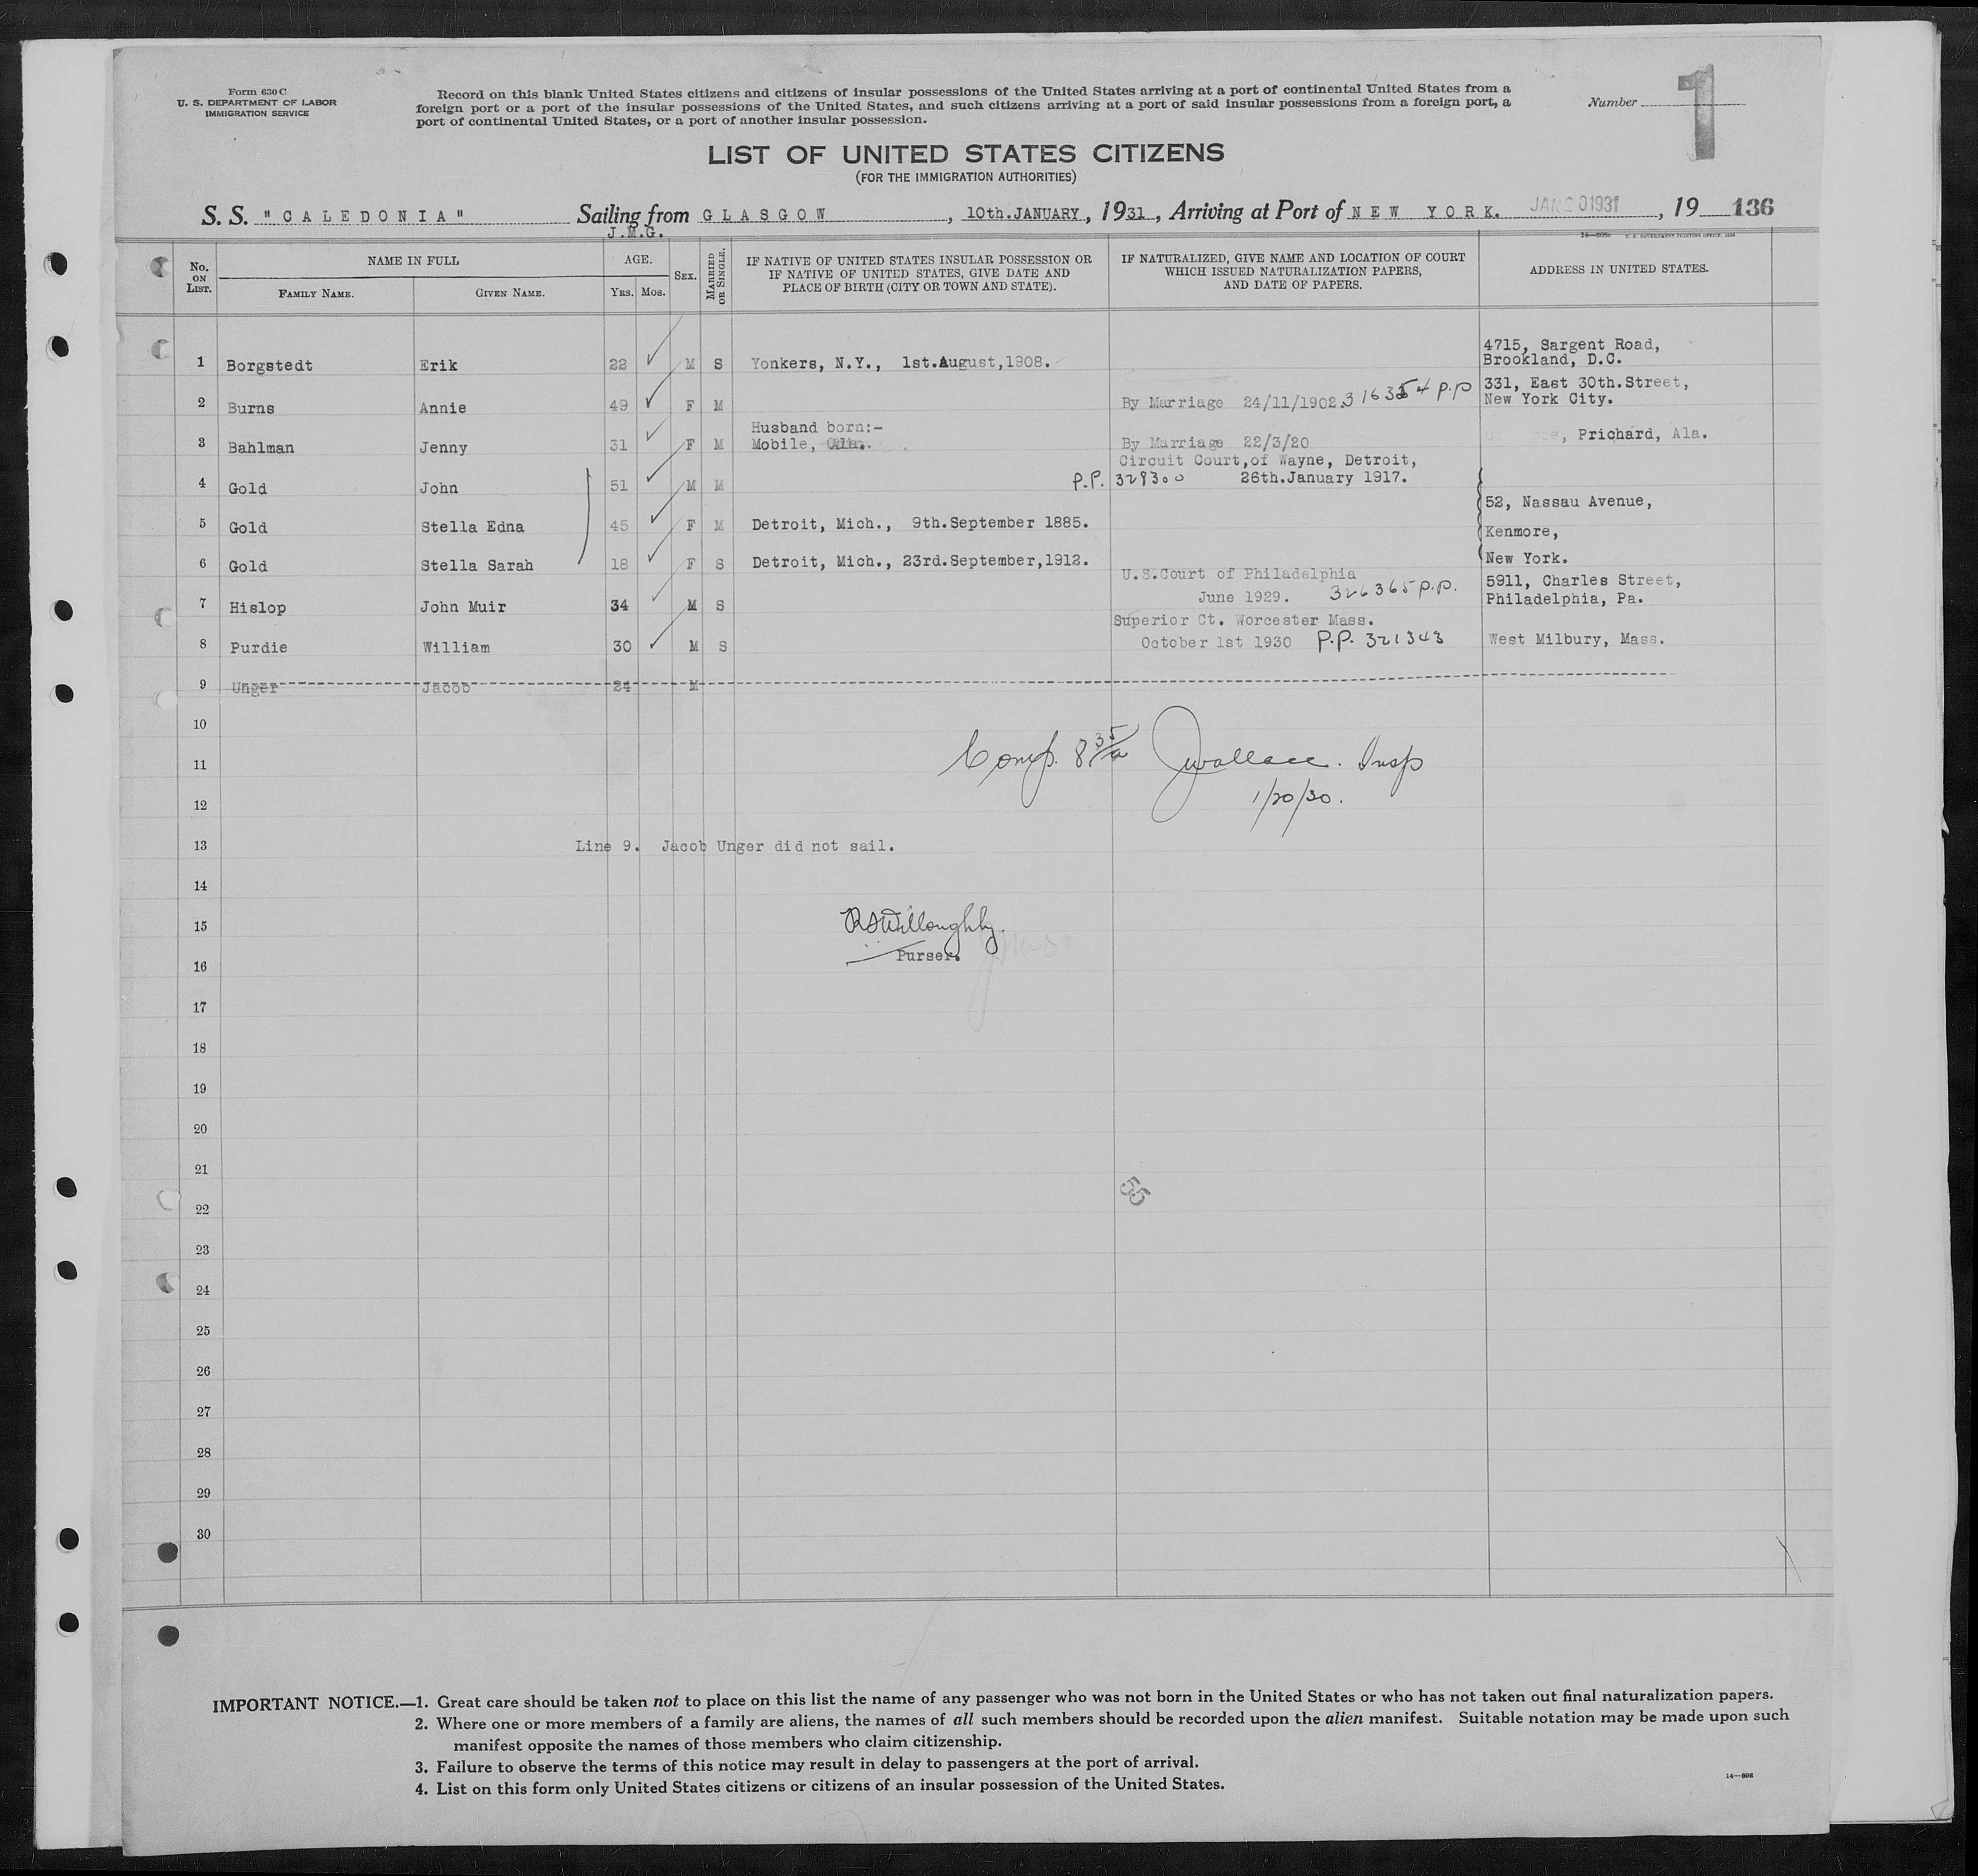 Form 630 C
U. S. DEPARTMENT OF LABOR
IMMIGRATION SERVICE
Record on this blank United States citizens and citizens of insular possessions of the United States arriving at a port of continental United States from a
foreign port or a port of the insular possessions of the United States, and such citizens arriving at a port of said insular possessions from a foreign port, a
port of continental United States, or a port of another insular possession.
Number 1
LIST OF UNITED STATES CITIZENS
(FOR THE IMMIGRATION AUTHORITIES)
S. S. "CALEDONIA" Sailing from GLASGOW, 10th.JANUARY, 1931, Arriving at Port of NEW YORK. JAN 20 1931, 19 136
J.M.G.
No. ON LIST. NAME IN FULL AGE. SEX. MARRIED OR SINGLE. IF NATIVE OF UNITED STATES INSULAR POSSESSION OR IF NATIVE OF UNITED STATES, GIVE DATE AND PLACE OF BIRTH (CITY OR TOWN AND STATE). IF NATURALIZED, GIVE NAME AND LOCATION OF COURT WHICH ISSUED NATURALIZATION PAPERS, AND DATE OF PAPERS. ADDRESS IN UNITED STATES.
FAMILY NAME. GIVEN NAME. YRS. MOS.
1 Borgstedt Erik 22 M S Yonkers, N.Y., 1st.August,1908. 4715, Sargent Road, Brookland, D.C.
2 Burns Annie 49 F M By Marriage 24/11/1902. 316354 p.p 331, East 30th.Street, New York City.
3 Bahlman Jenny 31 F M Husband born:- Mobile, By Marriage 22/3/20 , Prichard, Ala.
4 Gold John 51 M M P.P. 328300 Circuit Court,of Wayne, Detroit, 26th.January 1917.
5 Gold Stella Edna 45 F M Detroit, Mich., 9th.September 1885. 52, Nassau Avenue, Kenmore,
6 Gold Stella Sarah 18 F S Detroit, Mich., 23rd.September,1912. New York.
7 Hislop John Muir 34 M S U.S.Court of Philadelphia June 1929. 326365 p.p. 5911, Charles Street, Philadelphia, Pa.
8 Purdie William 30 M S Superior Ct. Worcester Mass. October 1st 1930 P.P. 321343 West Milbury, Mass.
9 Unger Jacob 24 M
10
11 Comp. 8 35/a JWallace. Insp
12 1/20/30.
13 Line 9. Jacob Unger did not sail.
14
15 RSWilloughby.
16 Purser.
17
18
19
20
21
22 55
23
24
25
26
27
28
29
30
IMPORTANT NOTICE.—1. Great care should be taken not to place on this list the name of any passenger who was not born in the United States or who has not taken out final naturalization papers.
2. Where one or more members of a family are aliens, the names of all such members should be recorded upon the alien manifest. Suitable notation may be made upon such
manifest opposite the names of those members who claim citizenship.
3. Failure to observe the terms of this notice may result in delay to passengers at the port of arrival.
4. List on this form only United States citizens or citizens of an insular possession of the United States.